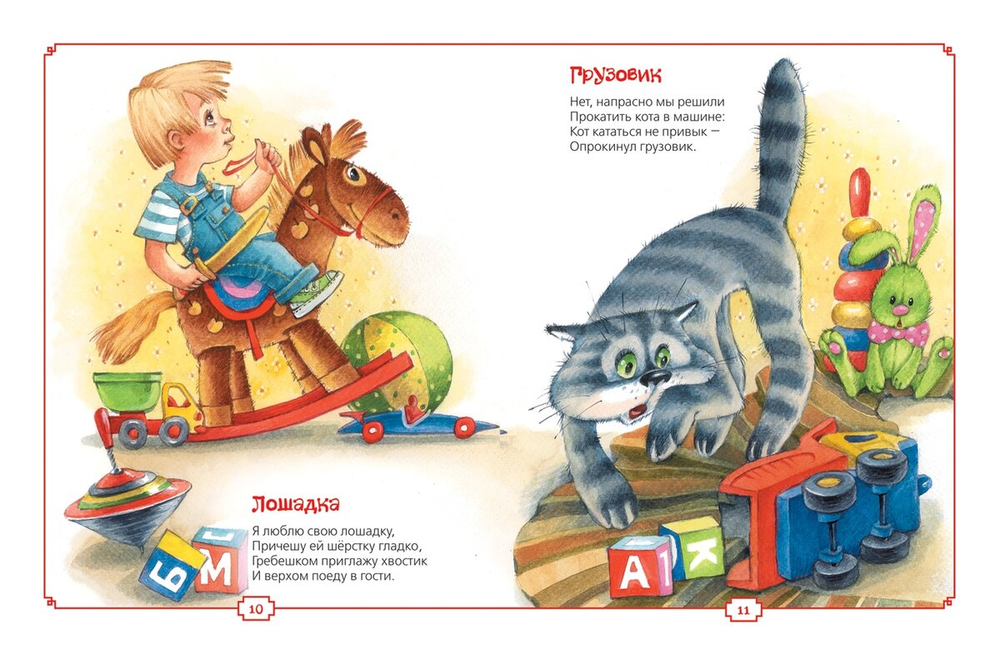 Лошадка
Я люблю свою лошадку,
Причешу ей шёрстку гладко,
Гребешком приглажу хвостик
И верхом поеду в гости.
Б
М
Г
10
Грузовик
Нет, напрасно мы решили
Прокатить кота в машине:
Кот кататься не привык –
Опрокинул грузовик.
А
К
11